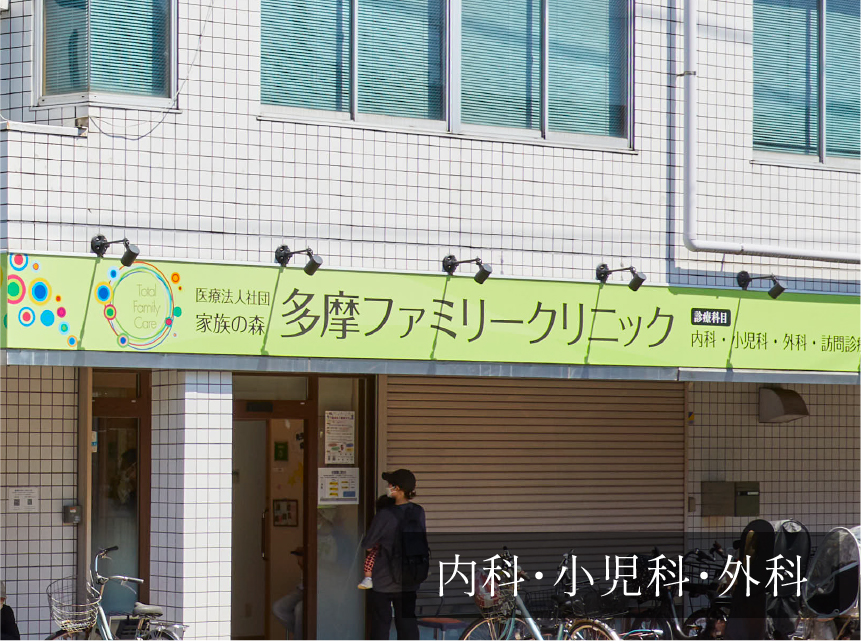 Total
Family
Care
医療法人社団
家族の森
多摩ファミリークリニック
診療科目
内科・小児科・外科・訪問診療
内科・小児科・外科